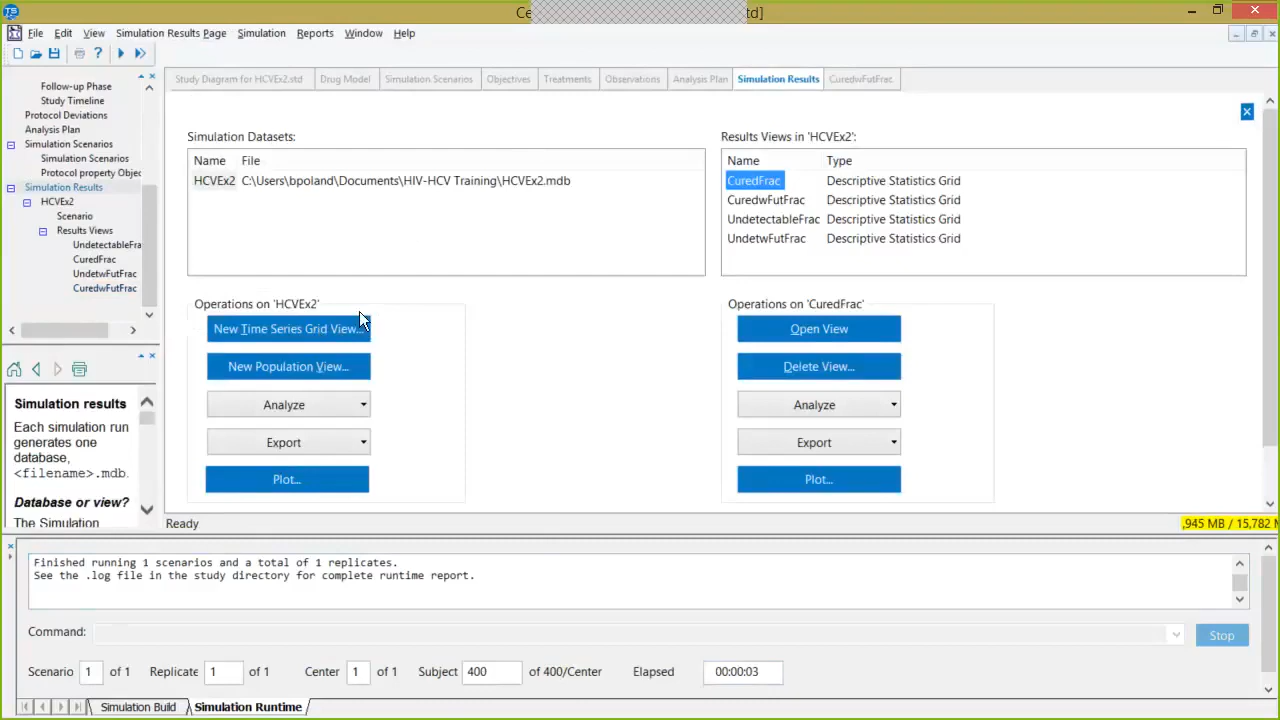 TS
Ce
td]
File Edit View Simulation Results Page Simulation Reports Window Help
Study Diagram for HCVEx2.std Drug Model Simulation Scenarios Objectives Treatments Observations Analysis Plan Simulation Results CuredwFutFrac
Follow-up Phase
Study Timeline
Protocol Deviations
Analysis Plan
Simulation Scenarios
Simulation Scenarios
Protocol property Objec
Simulation Results
HCVEx2
Scenario
Results Views
UndetectableFra
CuredFrac
UndetwFutFrac
CuredwFutFrac
Simulation results
Each simulation run
generates one
database,
<filename>.mdb.
Database or view?
The Simulation
Simulation Datasets:
Name File
HCVEx2 C:\Users\bpoland\Documents\HIV-HCV Training\HCVEx2.mdb
Operations on 'HCVEx2'
New Time Series Grid View...
New Population View...
Analyze
Export
Plot...
Results Views in 'HCVEx2':
Name Type
CuredFrac Descriptive Statistics Grid
CuredwFutFrac Descriptive Statistics Grid
UndetectableFrac Descriptive Statistics Grid
UndetwFutFrac Descriptive Statistics Grid
Operations on 'CuredFrac'
Open View
Delete View...
Analyze
Export
Plot...
Ready
,945 MB / 15,782 M
Finished running 1 scenarios and a total of 1 replicates.
See the .log file in the study directory for complete runtime report.
Command:
Stop
Scenario 1 of 1 Replicate 1 of 1 Center 1 of 1 Subject 400 of 400/Center Elapsed 00:00:03
Simulation Build Simulation Runtime